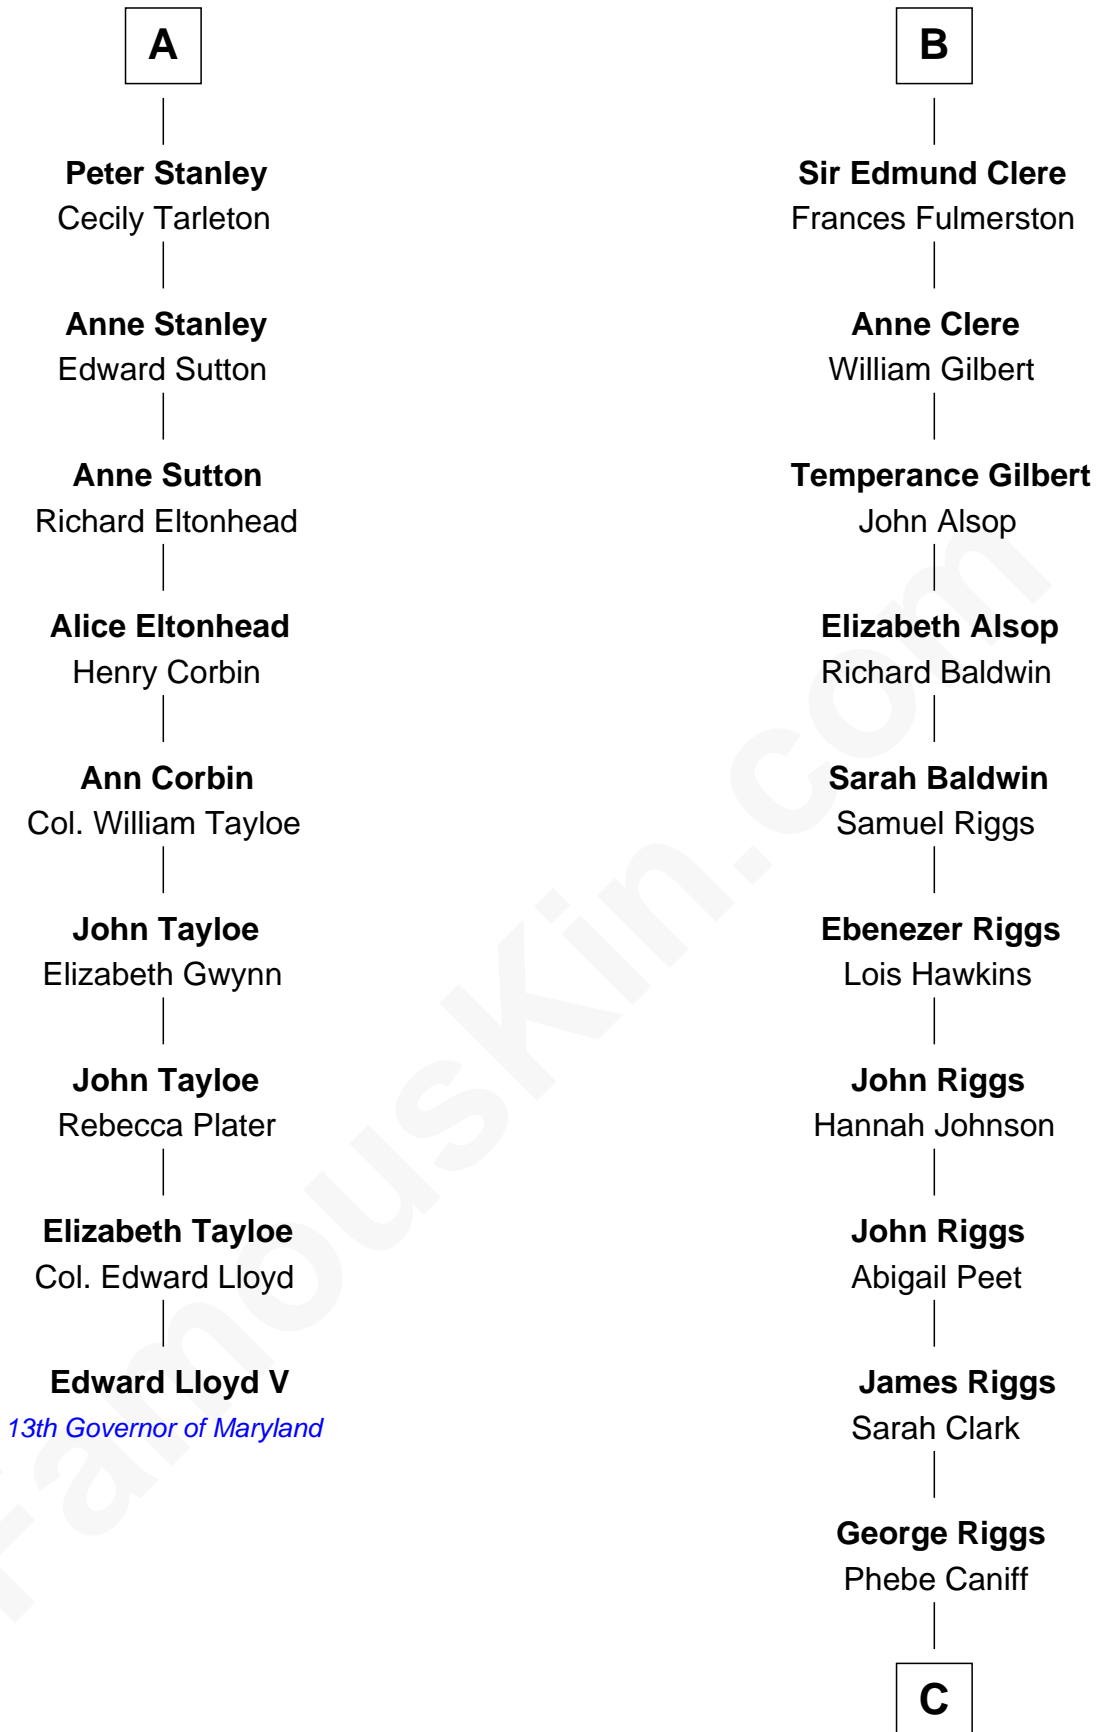 A
Peter Stanley
Cecily Tarleton
Anne Stanley
Edward Sutton
Anne Sutton
Richard Eltonhead
Alice Eltonhead
Henry Corbin
Ann Corbin
Col. William Tayloe
John Tayloe
Elizabeth Gwynn
John Tayloe
Rebecca Plater
Elizabeth Tayloe
Col. Edward Lloyd
Edward Lloyd V
13th Governor of Maryland
B
Sir Edmund Clere
Frances Fulmerston
Anne Clere
William Gilbert
Temperance Gilbert
John Alsop
Elizabeth Alsop
Richard Baldwin
Sarah Baldwin
Samuel Riggs
Ebenezer Riggs
Lois Hawkins
John Riggs
Hannah Johnson
John Riggs
Abigail Peet
James Riggs
Sarah Clark
George Riggs
Phebe Caniff
C
FamousKin.com